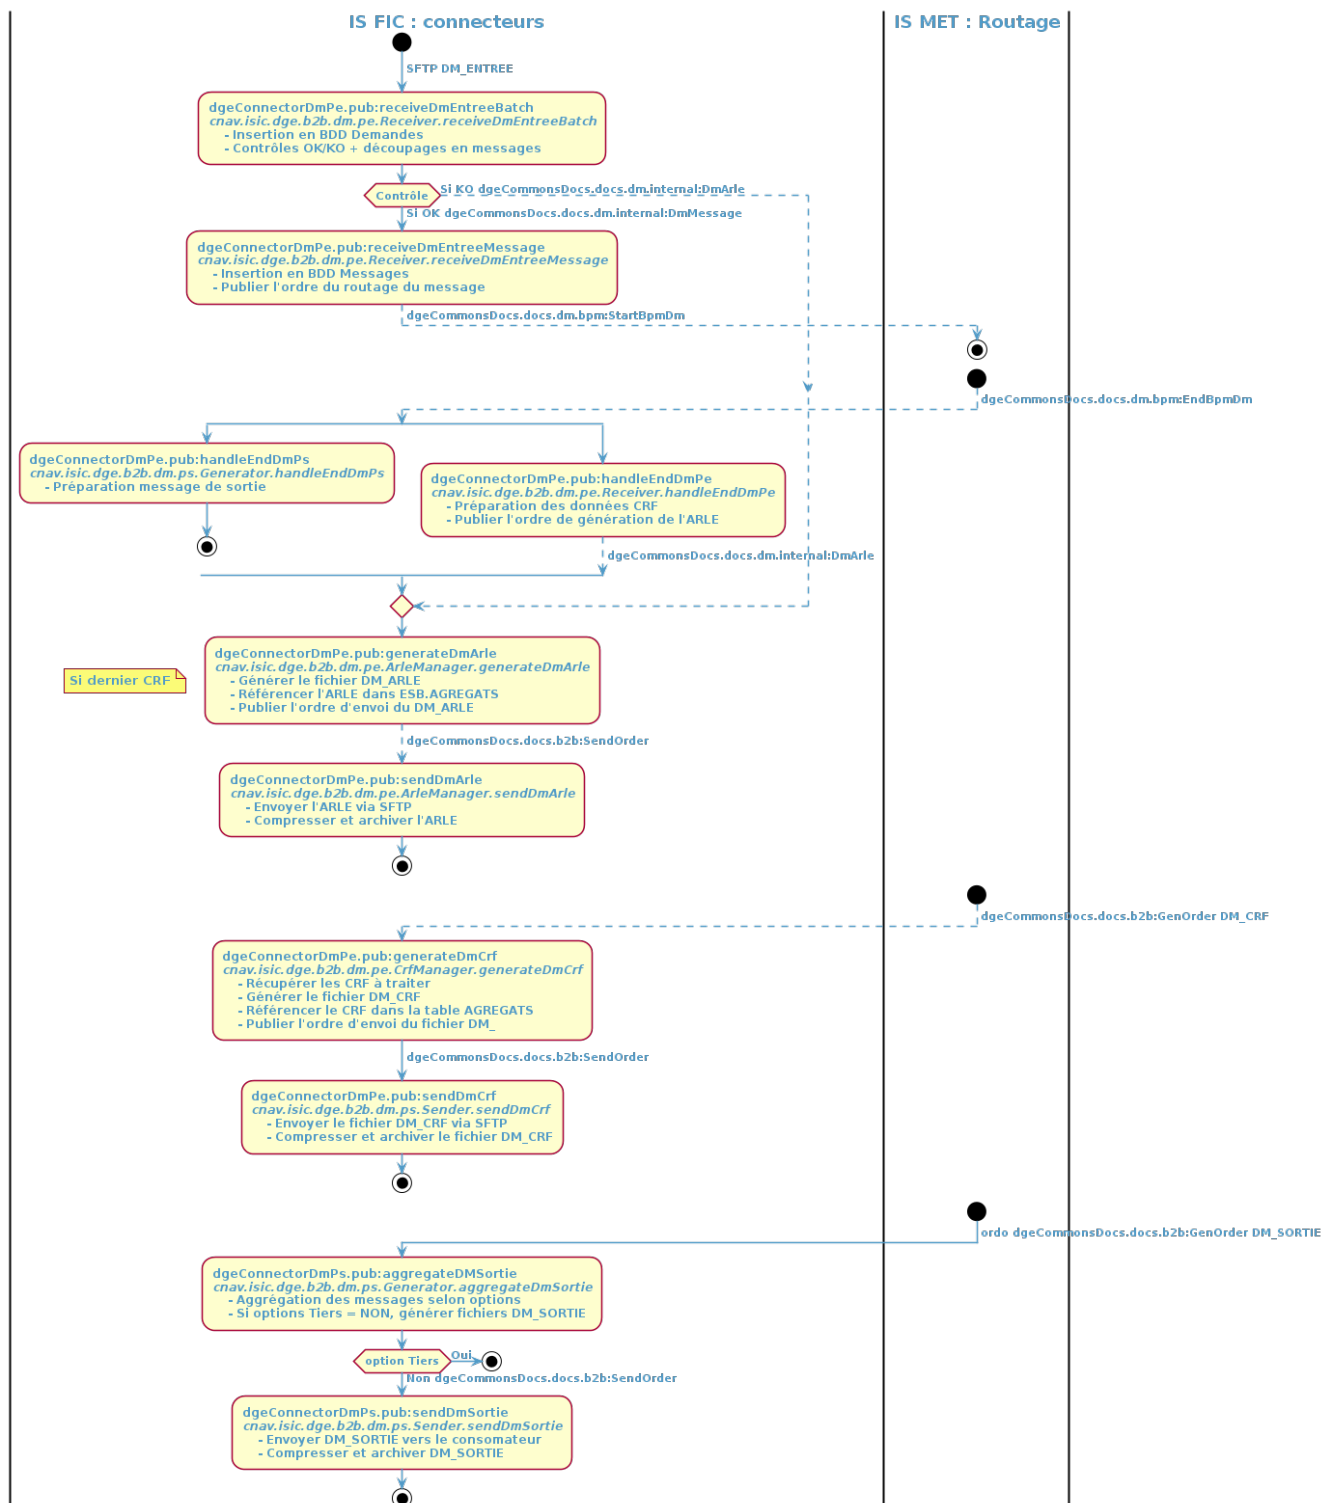 IS FIC : connecteurs
IS MET : Routage
SFTP DM_ENTREE
dgeConnectorDmPe.pub:receiveDmEntreeBatch
cnav.isic.dge.b2b.dm.pe.Receiver.receiveDmEntreeBatch
- Insertion en BDD Demandes
- Contrôles OK/KO + découpages en messages
Contrôle
Si KO dgeCommonsDocs.docs.dm.internal:DmArle
Si OK dgeCommonsDocs.docs.dm.internal:DmMessage
dgeConnectorDmPe.pub:receiveDmEntreeMessage
cnav.isic.dge.b2b.dm.pe.Receiver.receiveDmEntreeMessage
- Insertion en BDD Messages
- Publier l'ordre du routage du message
dgeCommonsDocs.docs.dm.bpm:StartBpmDm
dgeCommonsDocs.docs.dm.bpm:EndBpmDm
dgeConnectorDmPe.pub:handleEndDmPs
cnav.isic.dge.b2b.dm.ps.Generator.handleEndDmPs
- Préparation message de sortie
dgeConnectorDmPe.pub:handleEndDmPe
cnav.isic.dge.b2b.dm.pe.Receiver.handleEndDmPe
- Préparation des données CRF
- Publier l'ordre de génération de l'ARLE
dgeCommonsDocs.docs.dm.internal:DmArle
Si dernier CRF
dgeConnectorDmPe.pub:generateDmArle
cnav.isic.dge.b2b.dm.pe.ArleManager.generateDmArle
- Générer le fichier DM_ARLE
- Référencer l'ARLE dans ESB.AGREGATS
- Publier l'ordre d'envoi du DM_ARLE
dgeCommonsDocs.docs.b2b:SendOrder
dgeConnectorDmPe.pub:sendDmArle
cnav.isic.dge.b2b.dm.pe.ArleManager.sendDmArle
- Envoyer l'ARLE via SFTP
- Compresser et archiver l'ARLE
dgeCommonsDocs.docs.b2b:GenOrder DM_CRF
dgeConnectorDmPe.pub:generateDmCrf
cnav.isic.dge.b2b.dm.pe.CrfManager.generateDmCrf
- Récupérer les CRF à traiter
- Générer le fichier DM_CRF
- Référencer le CRF dans la table AGREGATS
- Publier l'ordre d'envoi du fichier DM_
dgeCommonsDocs.docs.b2b:SendOrder
dgeConnectorDmPe.pub:sendDmCrf
cnav.isic.dge.b2b.dm.ps.Sender.sendDmCrf
- Envoyer le fichier DM_CRF via SFTP
- Compresser et archiver le fichier DM_CRF
ordo dgeCommonsDocs.docs.b2b:GenOrder DM_SORTIE
dgeConnectorDmPs.pub:aggregateDMSortie
cnav.isic.dge.b2b.dm.ps.Generator.aggregateDmSortie
- Aggrégation des messages selon options
- Si options Tiers = NON, générer fichiers DM_SORTIE
option Tiers
Oui
Non dgeCommonsDocs.docs.b2b:SendOrder
dgeConnectorDmPs.pub:sendDmSortie
cnav.isic.dge.b2b.dm.ps.Sender.sendDmSortie
- Envoyer DM_SORTIE vers le consomateur
- Compresser et archiver DM_SORTIE